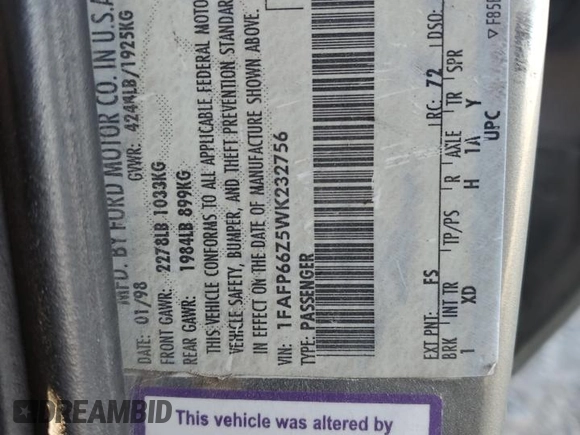 MFD. BY FORD MOTOR CO. IN U.S.A.
DATE: 01/98
GVWR: 4244LB/1925KG
FRONT GAWR: 2278LB 1033KG
REAR GAWR: 1984LB 899KG
THIS VEHICLE CONFORMS TO ALL APPLICABLE FEDERAL MOTOR
VEHICLE SAFETY, BUMPER, AND THEFT PREVENTION STANDARDS
IN EFFECT ON THE DATE OF MANUFACTURE SHOWN ABOVE.
VIN: 1FAFP66Z5WK232756
TYPE: PASSENGER
EXT PNT: FS RC: 72 DSO:
BRK INT TR TP/PS R AXLE TR SPR
1 XD H 1A Y
UPC
This vehicle was altered by
DREAMBID